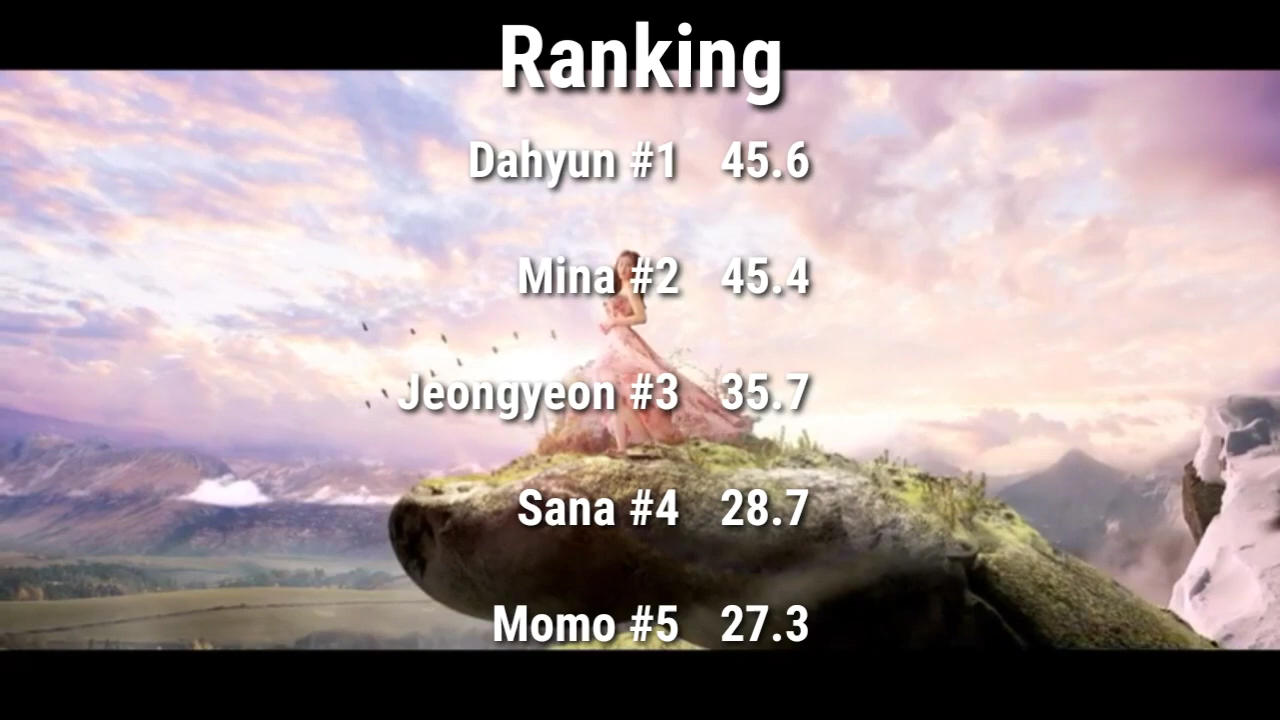 Ranking
Dahyun #1 45.6
Mina #2 45.4
Jeongyeon #3 35.7
Sana #4 28.7
Momo #5 27.3